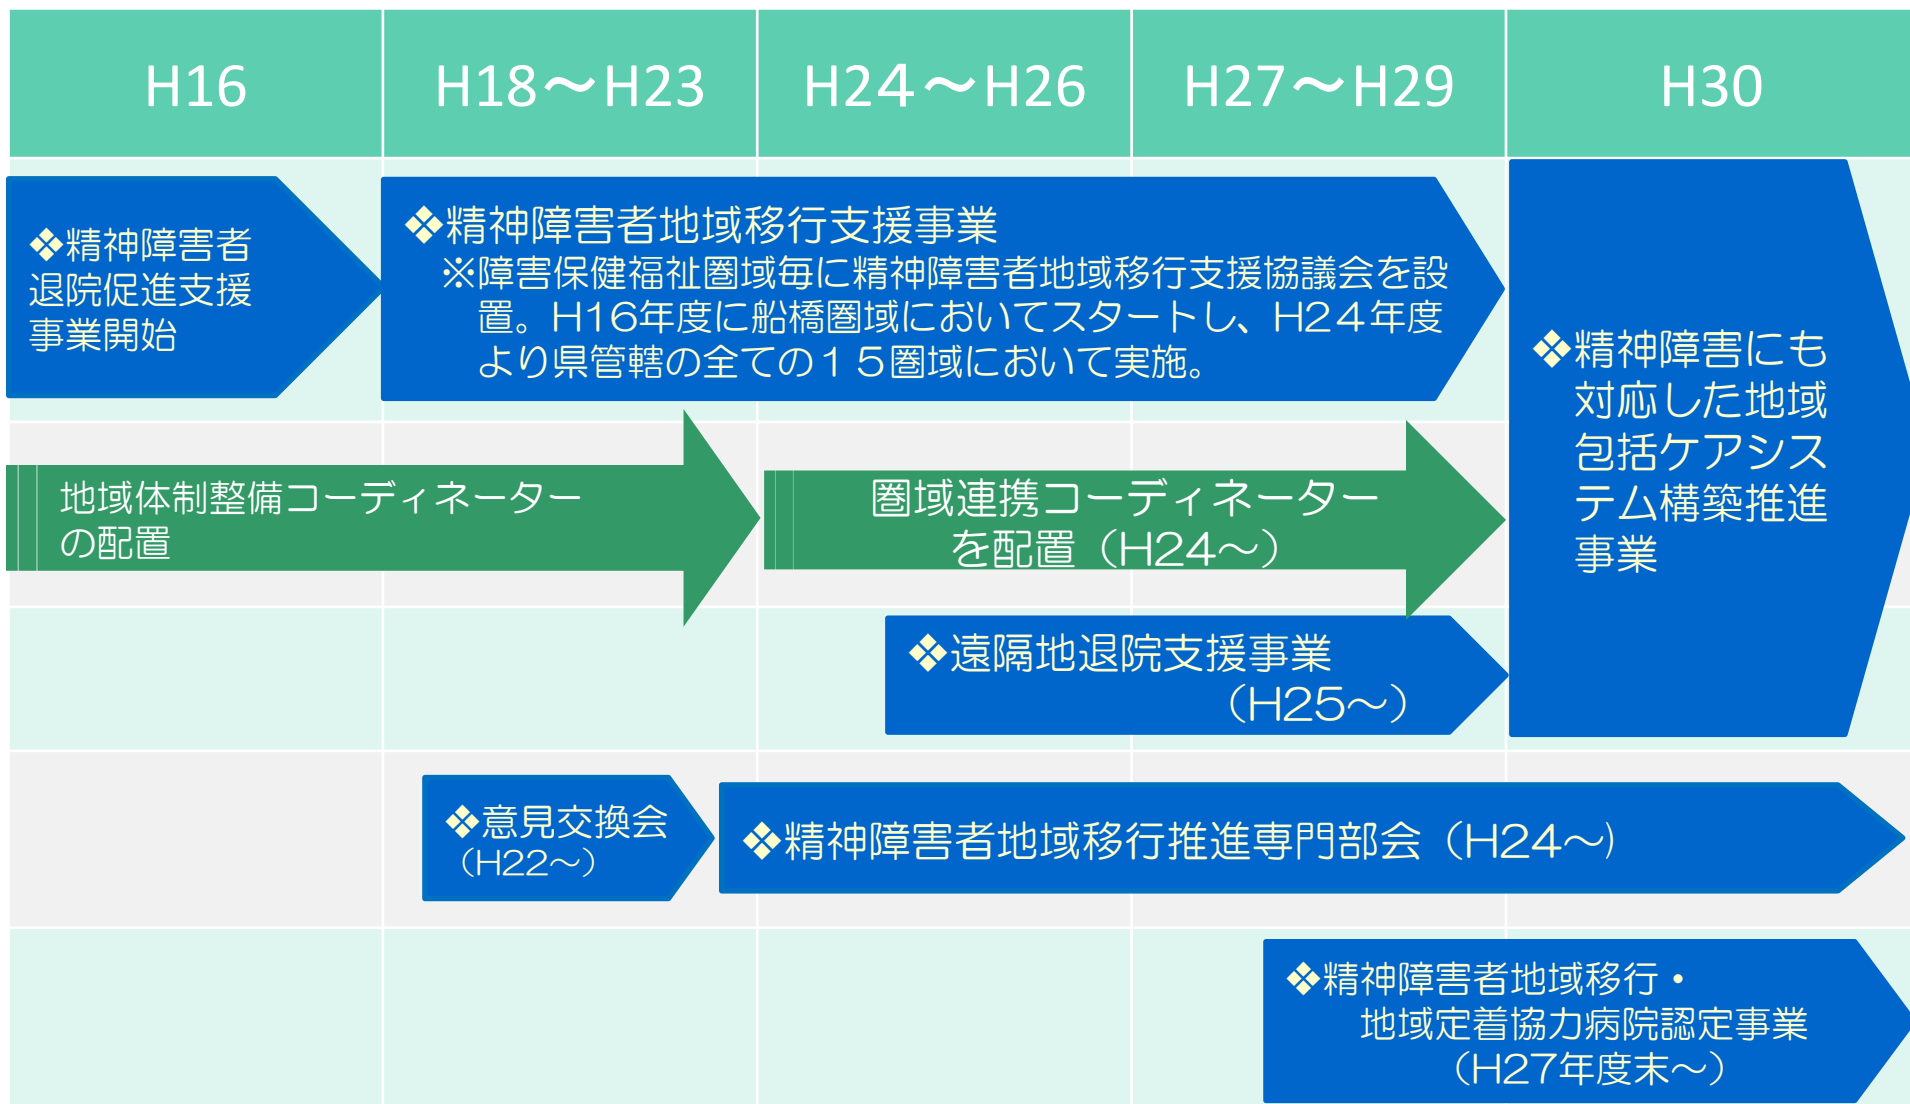 H16
H18～H23
H24～H26
H27～H29
H30
❖精神障害者
退院促進支援
事業開始
❖精神障害者地域移行支援事業
※障害保健福祉圏域毎に精神障害者地域移行支援協議会を設
置。H16年度に船橋圏域においてスタートし、H24年度
より県管轄の全ての15圏域において実施。
❖精神障害にも
対応した地域
包括ケアシス
テム構築推進
事業
地域体制整備コーディネーター
の配置
圏域連携コーディネーター
を配置（H24～）
❖遠隔地退院支援事業
（H25～）
❖意見交換会
（H22～）
❖精神障害者地域移行推進専門部会（H24～)
❖精神障害者地域移行・
地域定着協力病院認定事業
（H27年度末～）